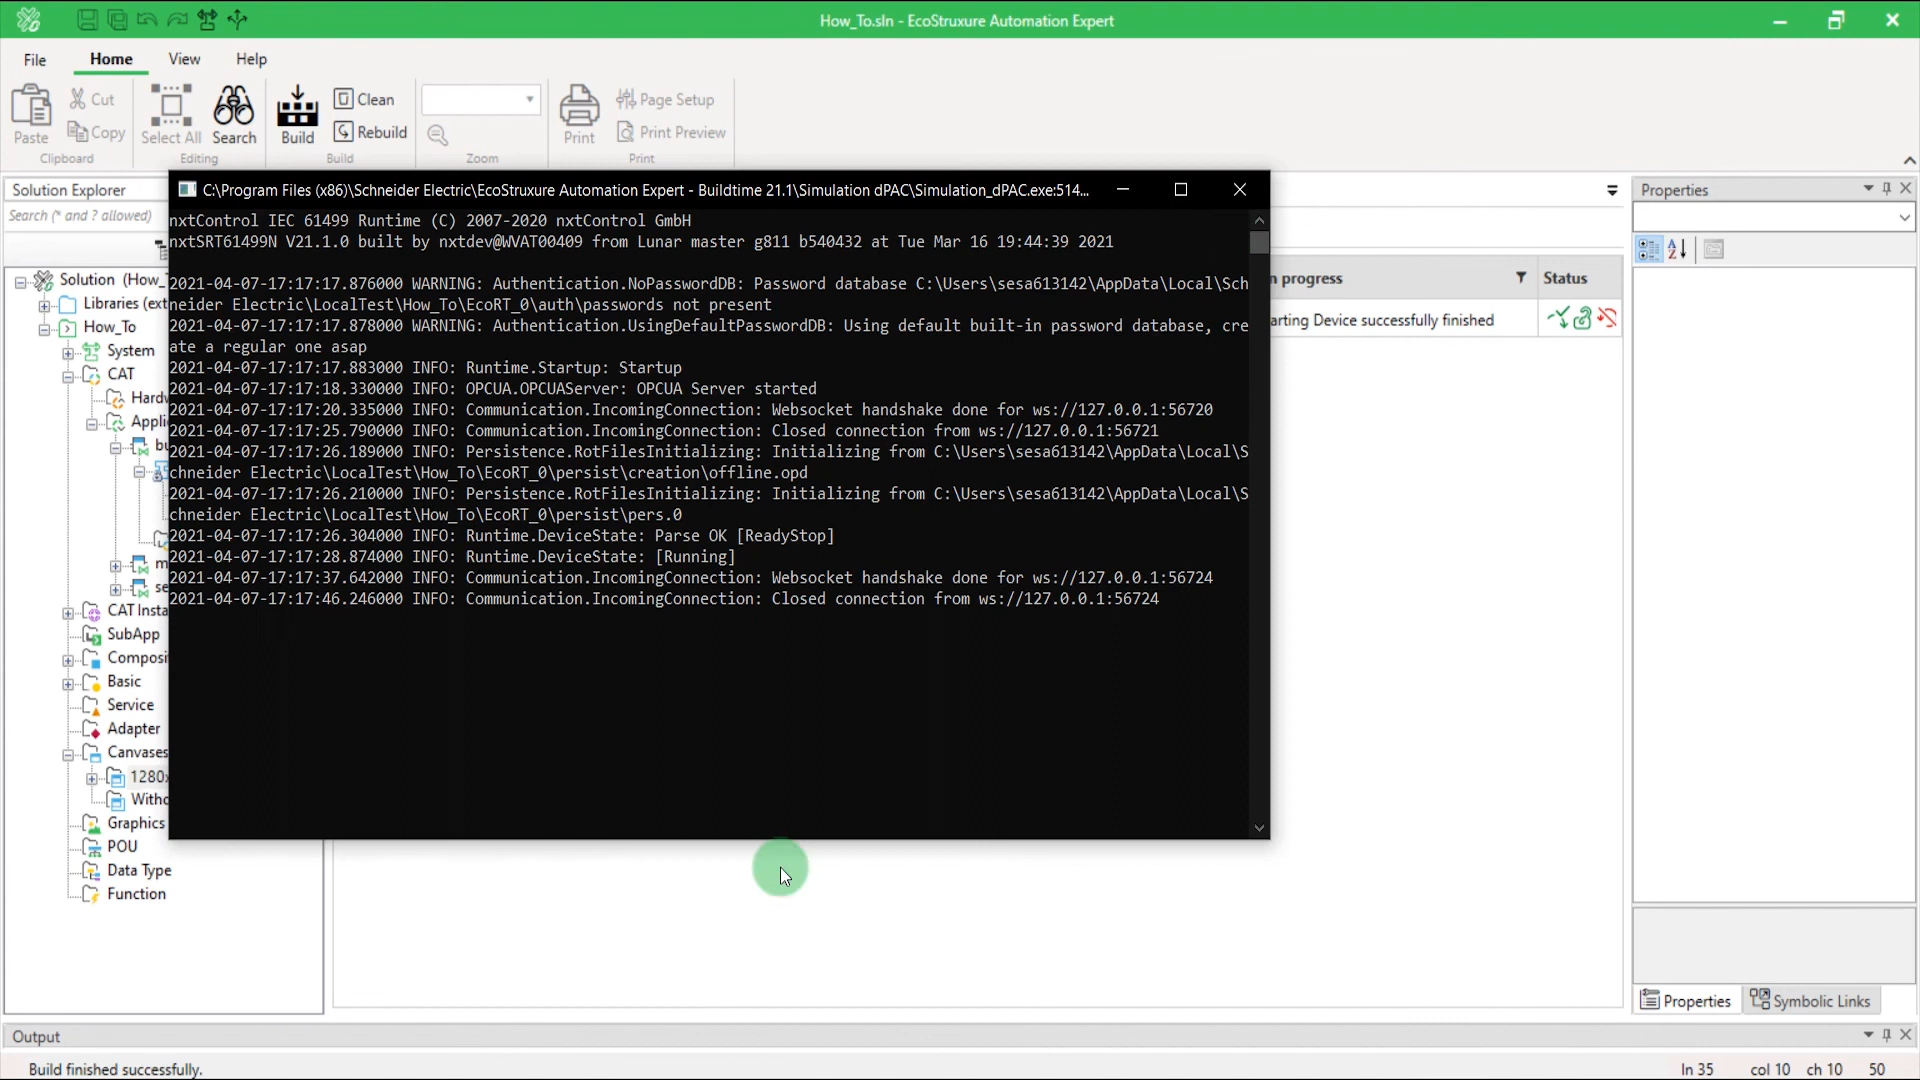 How_To.sln - EcoStruxure Automation Expert
File Home View Help
Paste
Cut
Copy
Clipboard
Select All
Search
Editing
Build
Clean
Rebuild
Build
Zoom
Print
Page Setup
Print Preview
Print
Solution Explorer
Search (* and ? allowed)
Solution (How_
Libraries (ext
How_To
System
CAT
Hardw
Appli
bu
m
se
CAT Insta
SubApp
Composi
Basic
Service
Adapter
Canvases
1280x
Witho
Graphics
POU
Data Type
Function
C:\Program Files (x86)\Schneider Electric\EcoStruxure Automation Expert - Buildtime 21.1\Simulation dPAC\Simulation_dPAC.exe:514...
nxtControl IEC 61499 Runtime (C) 2007-2020 nxtControl GmbH
nxtSRT61499N V21.1.0 built by nxtdev@WVAT00409 from Lunar master g811 b540432 at Tue Mar 16 19:44:39 2021
2021-04-07-17:17:17.876000 WARNING: Authentication.NoPasswordDB: Password database C:\Users\sesa613142\AppData\Local\Sch
neider Electric\LocalTest\How_To\EcoRT_0\auth\passwords not present
2021-04-07-17:17:17.878000 WARNING: Authentication.UsingDefaultPasswordDB: Using default built-in password database, cre
ate a regular one asap
2021-04-07-17:17:17.883000 INFO: Runtime.Startup: Startup
2021-04-07-17:17:18.330000 INFO: OPCUA.OPCUAServer: OPCUA Server started
2021-04-07-17:17:20.335000 INFO: Communication.IncomingConnection: Websocket handshake done for ws://127.0.0.1:56720
2021-04-07-17:17:25.790000 INFO: Communication.IncomingConnection: Closed connection from ws://127.0.0.1:56721
2021-04-07-17:17:26.189000 INFO: Persistence.RotFilesInitializing: Initializing from C:\Users\sesa613142\AppData\Local\S
chneider Electric\LocalTest\How_To\EcoRT_0\persist\creation\offline.opd
2021-04-07-17:17:26.210000 INFO: Persistence.RotFilesInitializing: Initializing from C:\Users\sesa613142\AppData\Local\S
chneider Electric\LocalTest\How_To\EcoRT_0\persist\pers.0
2021-04-07-17:17:26.304000 INFO: Runtime.DeviceState: Parse OK [ReadyStop]
2021-04-07-17:17:28.874000 INFO: Runtime.DeviceState: [Running]
2021-04-07-17:17:37.642000 INFO: Communication.IncomingConnection: Websocket handshake done for ws://127.0.0.1:56724
2021-04-07-17:17:46.246000 INFO: Communication.IncomingConnection: Closed connection from ws://127.0.0.1:56724
n progress
Status
arting Device successfully finished
Properties
Properties
Symbolic Links
Output
Build finished successfully.
ln 35 col 10 ch 10 50